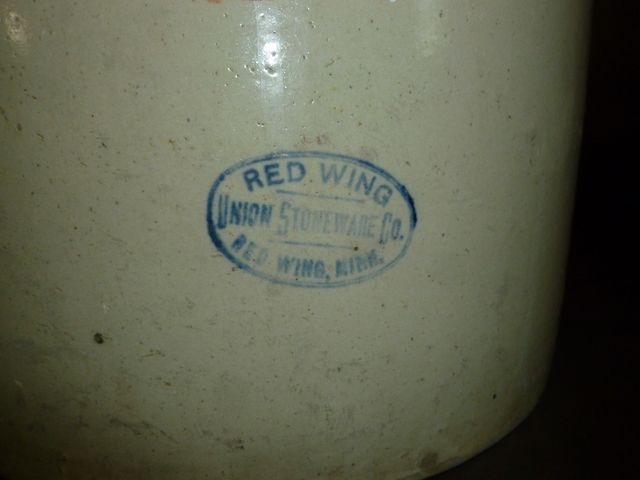 RED WING
UNION STONEWARE CO.
RED WING, MINN.